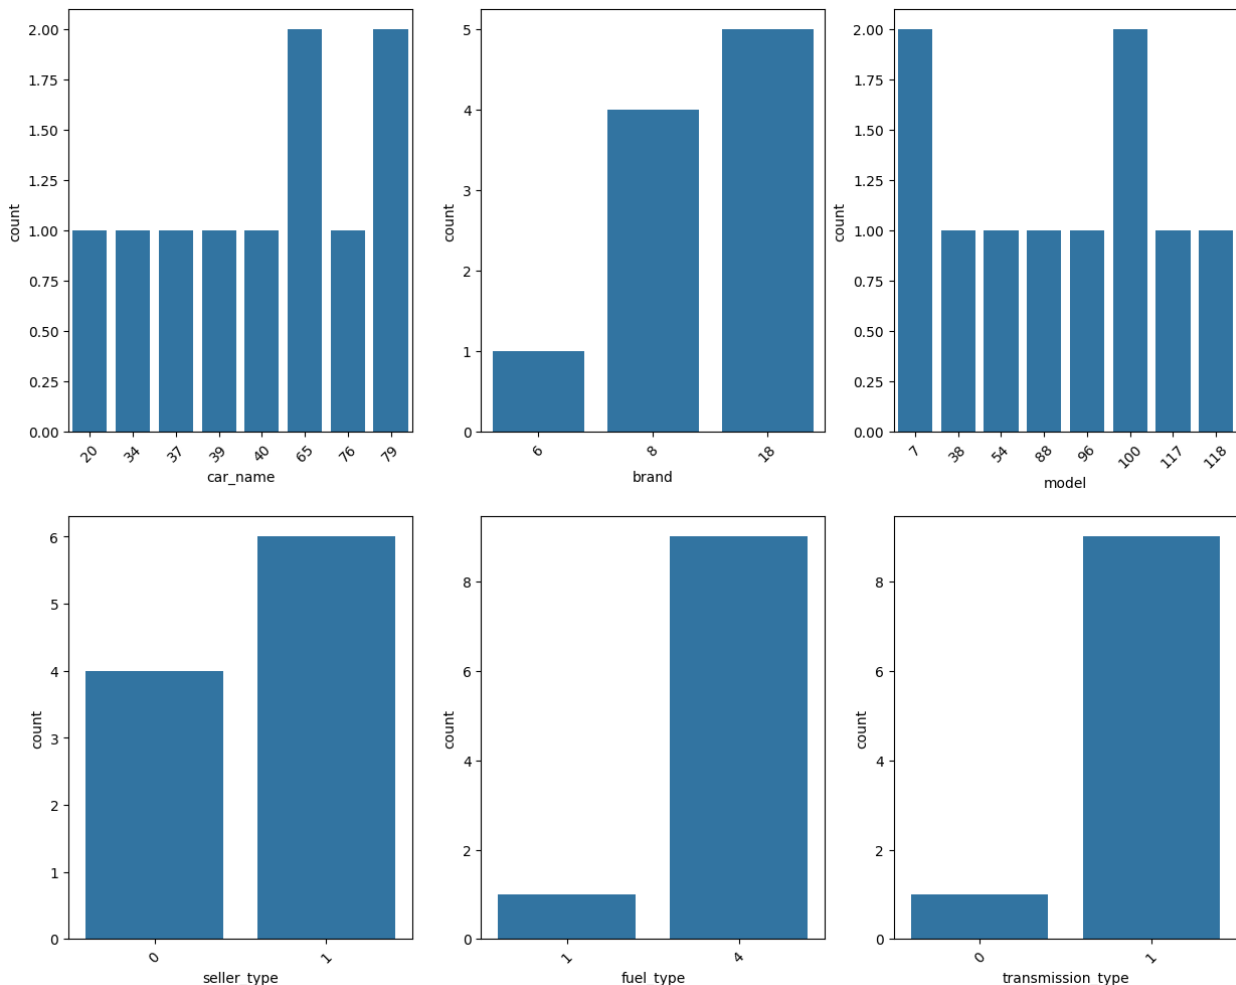 2.00
1.75
1.50
1.25
1.00
0.75
0.50
0.25
0.00
count
20 34 37 39 40 65 76 79
car_name
5
4
3
2
1
0
count
6 8 18
brand
2.00
1.75
1.50
1.25
1.00
0.75
0.50
0.25
0.00
count
7 38 54 88 96 100 117 118
model
6
5
4
3
2
1
0
count
0 1
seller_type
8
6
4
2
0
count
1 4
fuel_type
8
6
4
2
0
count
0 1
transmission_type